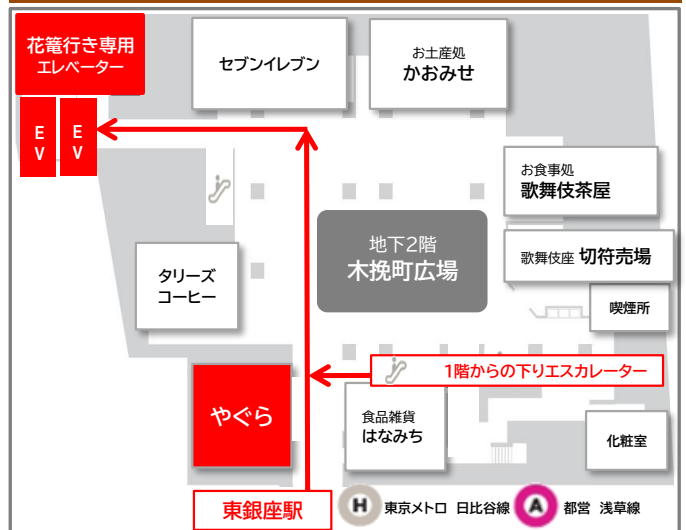 花篭行き専用
エレベーター
セブンイレブン
お土産処
かおみせ
E
V
E
V
お食事処
歌舞伎茶屋
地下2階
木挽町広場
歌舞伎座 切符売場
タリーズ
コーヒー
喫煙所
1階からの下りエスカレーター
やぐら
食品雑貨
はなみち
化粧室
東銀座駅
H 東京メトロ 日比谷線 A 都営 浅草線